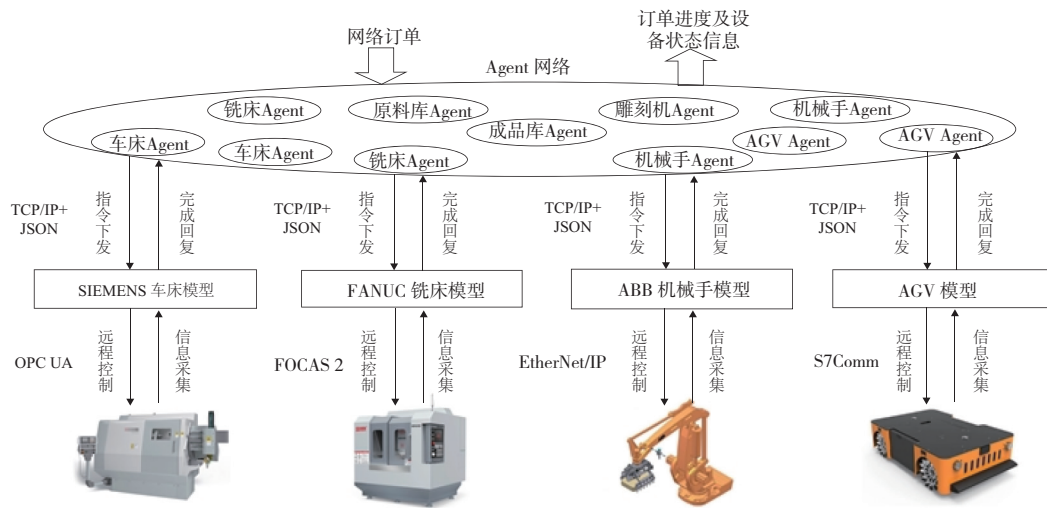 网络订单
订单进度及设
备状态信息
Agent 网络
铣床Agent
原料库Agent
雕刻机Agent
机械手Agent
成品库Agent
车床Agent
车床Agent
铣床Agent
机械手Agent
AGV Agent
AGV Agent
TCP/IP+
JSON
指令下发
完成回复
TCP/IP+
JSON
指令下发
完成回复
TCP/IP+
JSON
指令下发
完成回复
TCP/IP+
JSON
指令下发
完成回复
SIEMENS 车床模型
FANUC 铣床模型
ABB 机械手模型
AGV 模型
OPC UA
远程控制
信息采集
FOCAS 2
远程控制
信息采集
EtherNet/IP
远程控制
信息采集
S7Comm
远程控制
信息采集